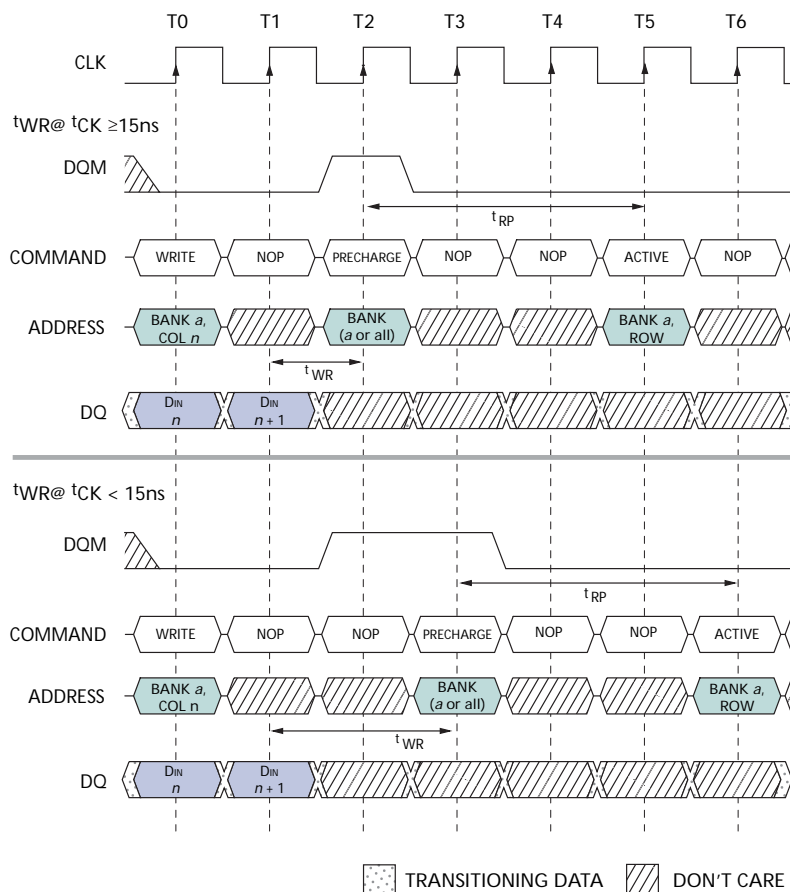 T0 T1 T2 T3 T4 T5 T6
CLK
tWR@ tCK ≥15ns
DQM
tRP
COMMAND WRITE NOP PRECHARGE NOP NOP ACTIVE NOP
ADDRESS BANK a, COL n BANK (a or all) BANK a, ROW
tWR
DQ DIN n DIN n + 1
tWR@ tCK < 15ns
DQM
tRP
COMMAND WRITE NOP NOP PRECHARGE NOP NOP ACTIVE
ADDRESS BANK a, COL n BANK (a or all) BANK a, ROW
tWR
DQ DIN n DIN n + 1
TRANSITIONING DATA DON'T CARE